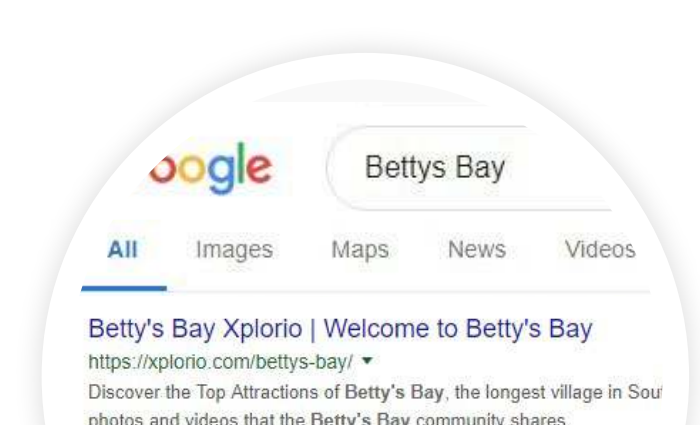 oogle
Bettys Bay
All Images Maps News Videos
Betty's Bay Xplorio | Welcome to Betty's Bay
https://xplorio.com/bettys-bay/
Discover the Top Attractions of Betty's Bay, the longest village in Sou
photos and videos that the Betty's Bay community shares